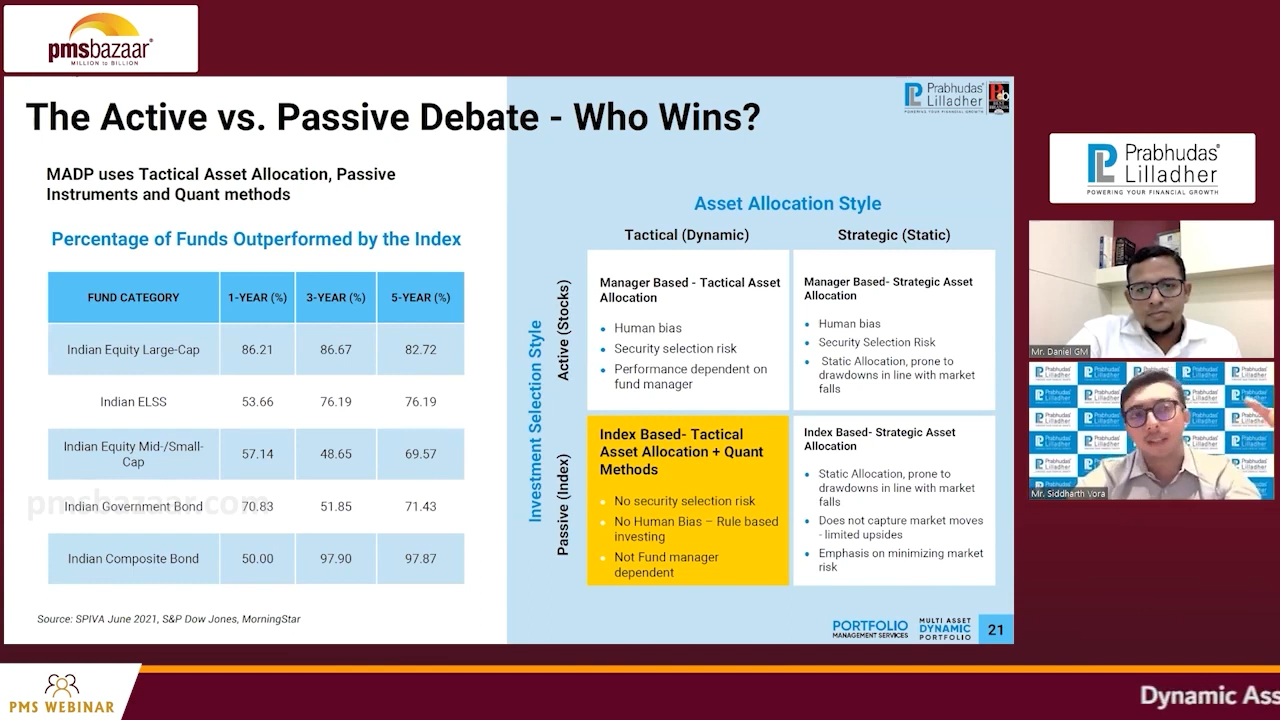 pmsbazaar
MILLION to BILLION
The Active vs. Passive Debate - Who Wins?
Prabhudas
Lilladher
POWERING YOUR FINANCIAL GROWTH
MADP uses Tactical Asset Allocation, Passive
Instruments and Quant methods
Percentage of Funds Outperformed by the Index
FUND CATEGORY 1-YEAR (%) 3-YEAR (%) 5-YEAR (%)
Indian Equity Large-Cap 86.21 86.67 82.72
Indian ELSS 53.66 76.19 76.19
Indian Equity Mid-/Small-
Cap 57.14 48.65 69.57
Indian Government Bond 70.83 51.85 71.43
Indian Composite Bond 50.00 97.90 97.87
pmsbazaar.com
Source: SPIVA June 2021, S&P Dow Jones, MorningStar
Asset Allocation Style
Tactical (Dynamic)
Strategic (Static)
Investment Selection Style
Active (Stocks)
Passive (Index)
Manager Based - Tactical Asset
Allocation
• Human bias
• Security selection risk
• Performance dependent on
fund manager
Manager Based- Strategic Asset
Allocation
• Human bias
• Security Selection Risk
• Static Allocation, prone to
drawdowns in line with market
falls
Index Based- Tactical
Asset Allocation + Quant
Methods
• No security selection risk
• No Human Bias – Rule based
investing
• Not Fund manager
dependent
Index Based- Strategic Asset
Allocation
• Static Allocation, prone to
drawdowns in line with market
falls
• Does not capture market moves
- limited upsides
• Emphasis on minimizing market
risk
PORTFOLIO
MANAGEMENT SERVICES
MULTI ASSET
DYNAMIC
PORTFOLIO
21
Prabhudas
Lilladher
POWERING YOUR FINANCIAL GROWTH
Mr. Daniel GM
Mr. Siddharth Vora
PMS WEBINAR
Dynamic Ass